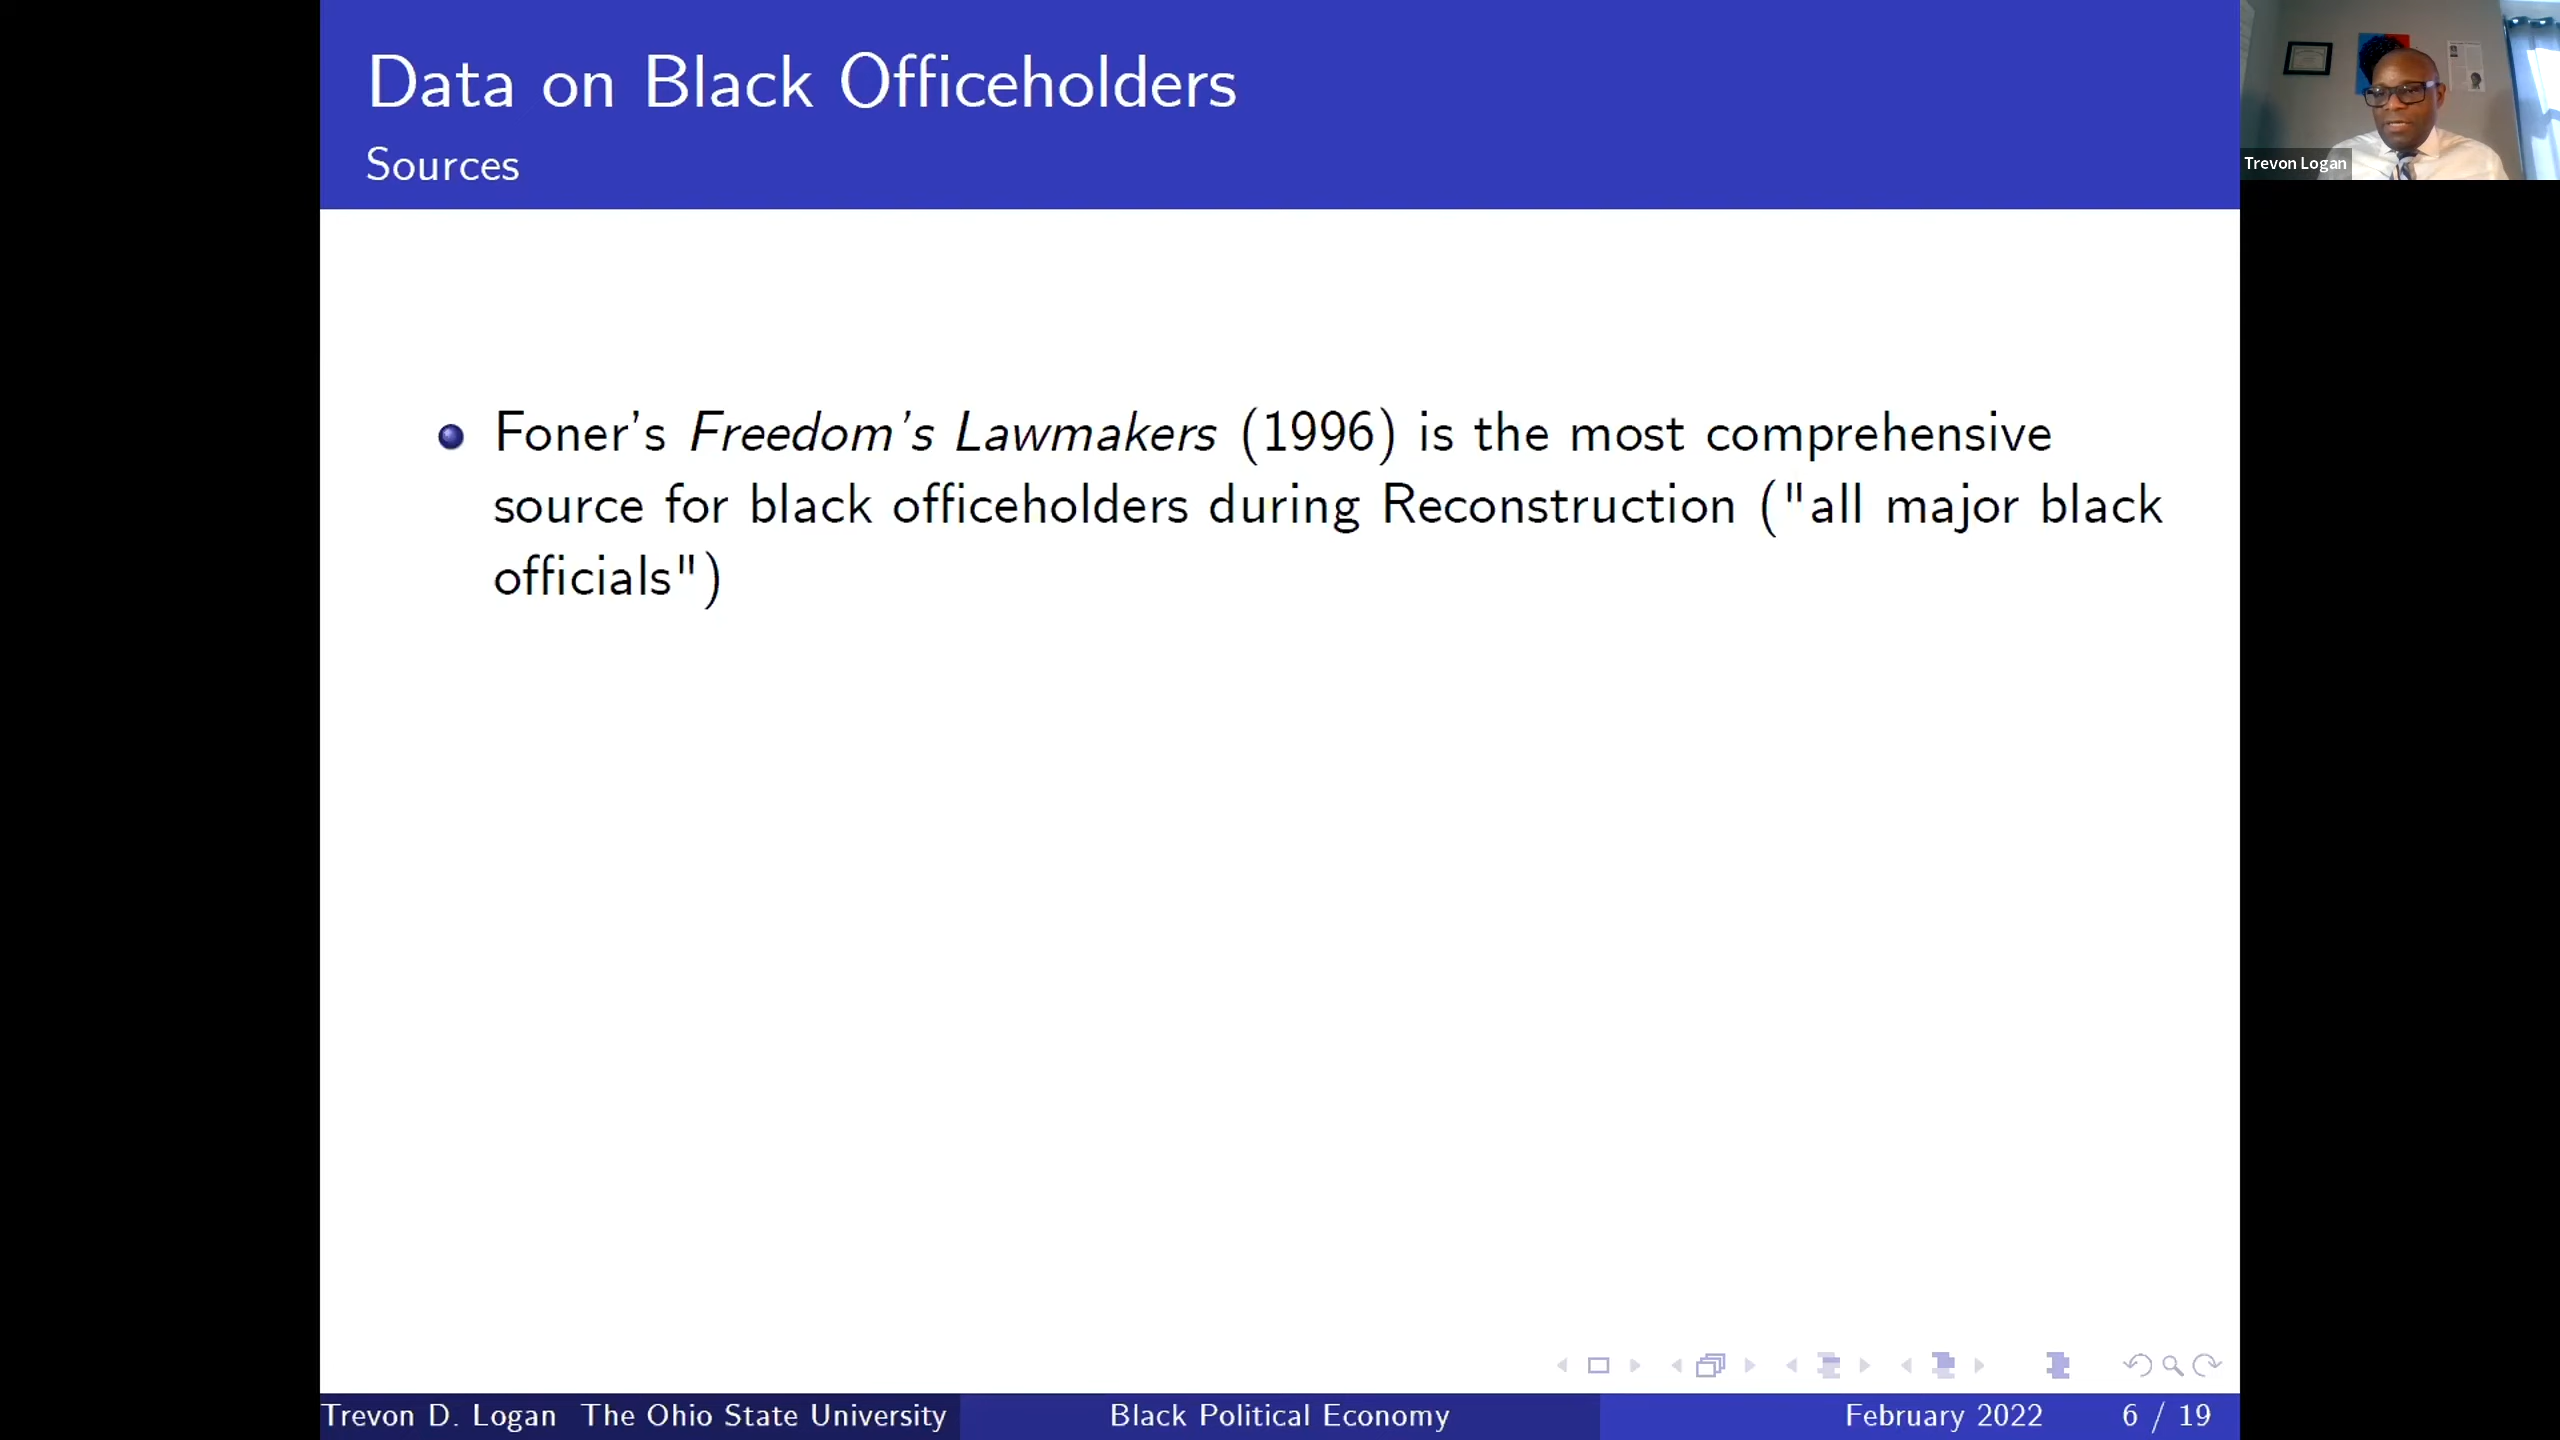 Data on Black Officeholders
Sources
Trevon Logan
Foner's Freedom's Lawmakers (1996) is the most comprehensive
source for black officeholders during Reconstruction ("all major black
officials")
Trevon D. Logan The Ohio State University
Black Political Economy
February 2022
6 / 19